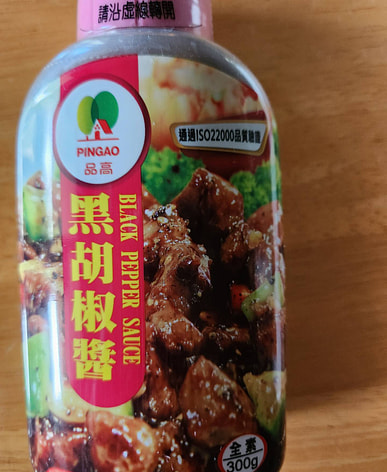 請沿虛線輪開
PINGAO
品高
通過ISO22000品質驗證
黑胡椒醬
BLACK PEPPER SAUCE
全素
300g